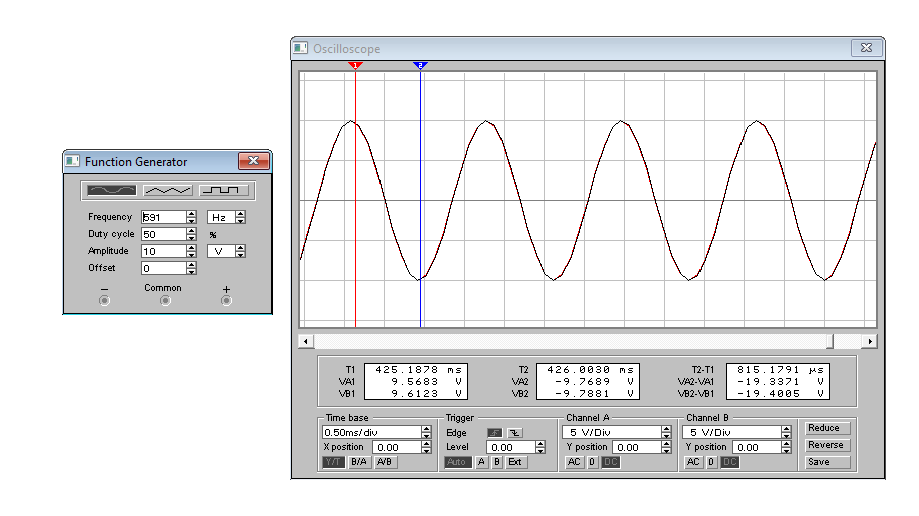 Oscilloscope
1 2
Function Generator
Frequency 591 Hz
Duty cycle 50 %
Amplitude 10 V
Offset 0
− Common +
T1 425.1878 ms T2 426.0030 ms T2-T1 815.1791 µs
VA1 9.5683 V VA2 -9.7689 V VA2-VA1 -19.3371 V
VB1 9.6123 V VB2 -9.7881 V VB2-VB1 -19.4005 V
Time base Trigger Channel A Channel B Reduce
0.50ms/div Edge 5 V/Div 5 V/Div
X position 0.00 Level 0.00 Y position 0.00 Y position 0.00 Reverse
Y/T B/A A/B Auto A B Ext AC 0 DC AC 0 DC Save